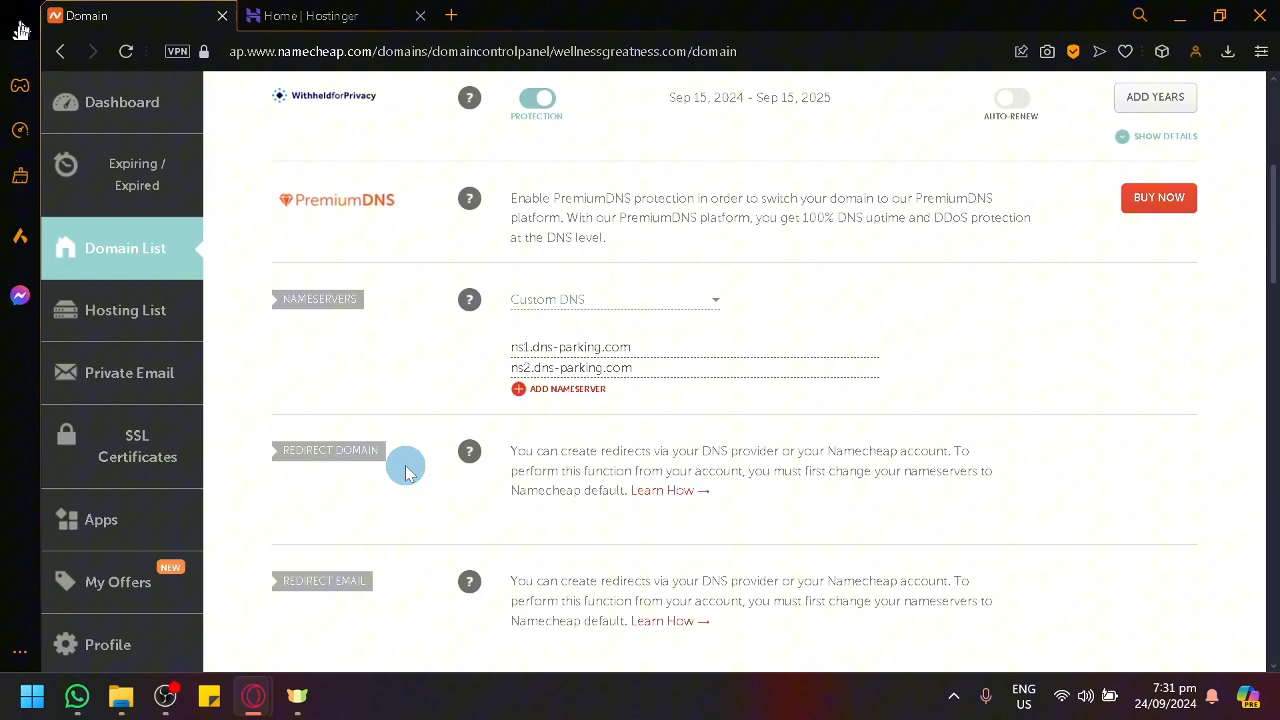 Domain
Home | Hostinger
VPN
ap.www.namecheap.com/domains/domaincontrolpanel/wellnessgreatness.com/domain
Dashboard
Expiring /
Expired
Domain List
Hosting List
Private Email
SSL
Certificates
Apps
My Offers
NEW
Profile
WithheldforPrivacy
?
PROTECTION
Sep 15, 2024 - Sep 15, 2025
AUTO-RENEW
ADD YEARS
SHOW DETAILS
PremiumDNS
?
Enable PremiumDNS protection in order to switch your domain to our PremiumDNS
platform. With our PremiumDNS platform, you get 100% DNS uptime and DDoS protection
at the DNS level.
BUY NOW
NAMESERVERS
?
Custom DNS
ns1.dns-parking.com
ns2.dns-parking.com
ADD NAMESERVER
REDIRECT DOMAIN
?
You can create redirects via your DNS provider or your Namecheap account. To
perform this function from your account, you must first change your nameservers to
Namecheap default. Learn How →
REDIRECT EMAIL
?
You can create redirects via your DNS provider or your Namecheap account. To
perform this function from your account, you must first change your nameservers to
Namecheap default. Learn How →
ENG
US
7:31 pm
24/09/2024
PRE